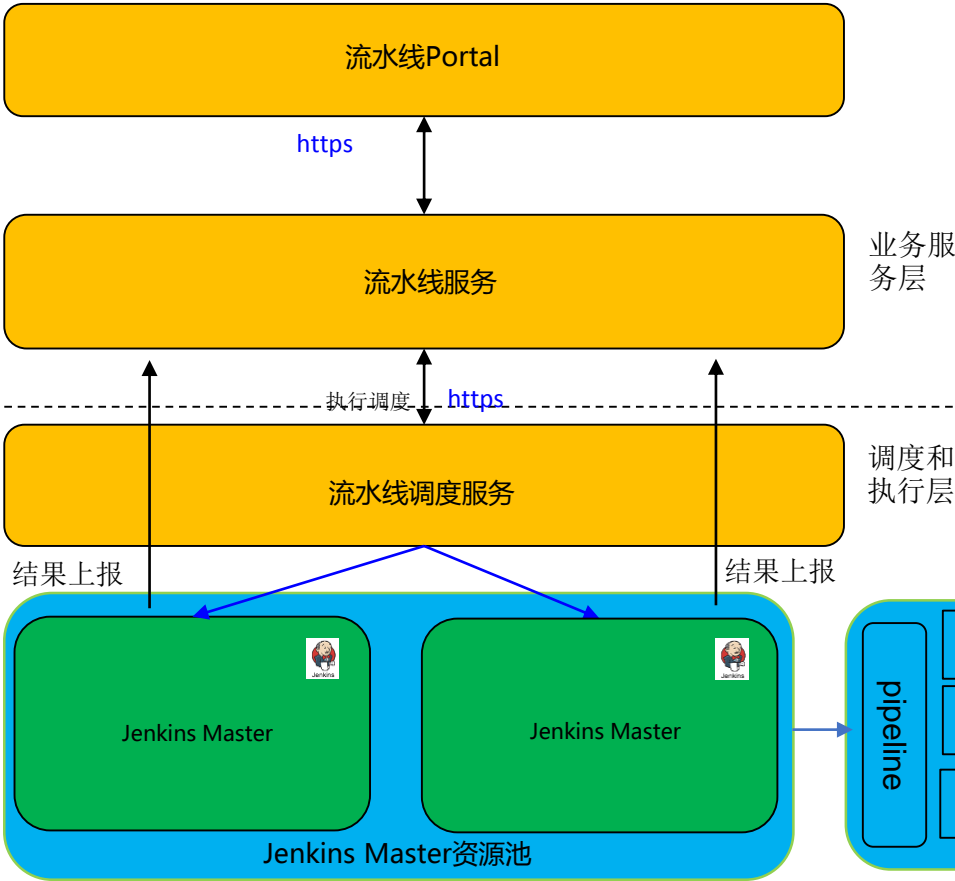 流水线Portal
https
业务服
务层
流水线服务
执行调度
https
调度和
执行层
流水线调度服务
结果上报
结果上报
Jenkins
Jenkins
pipeline
Jenkins Master
Jenkins Master
Jenkins Master资源池